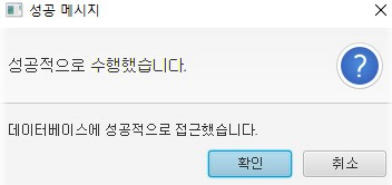 성공 메시지
성공적으로 수행했습니다.
데이터베이스에 성공적으로 접근했습니다.
확인 취소